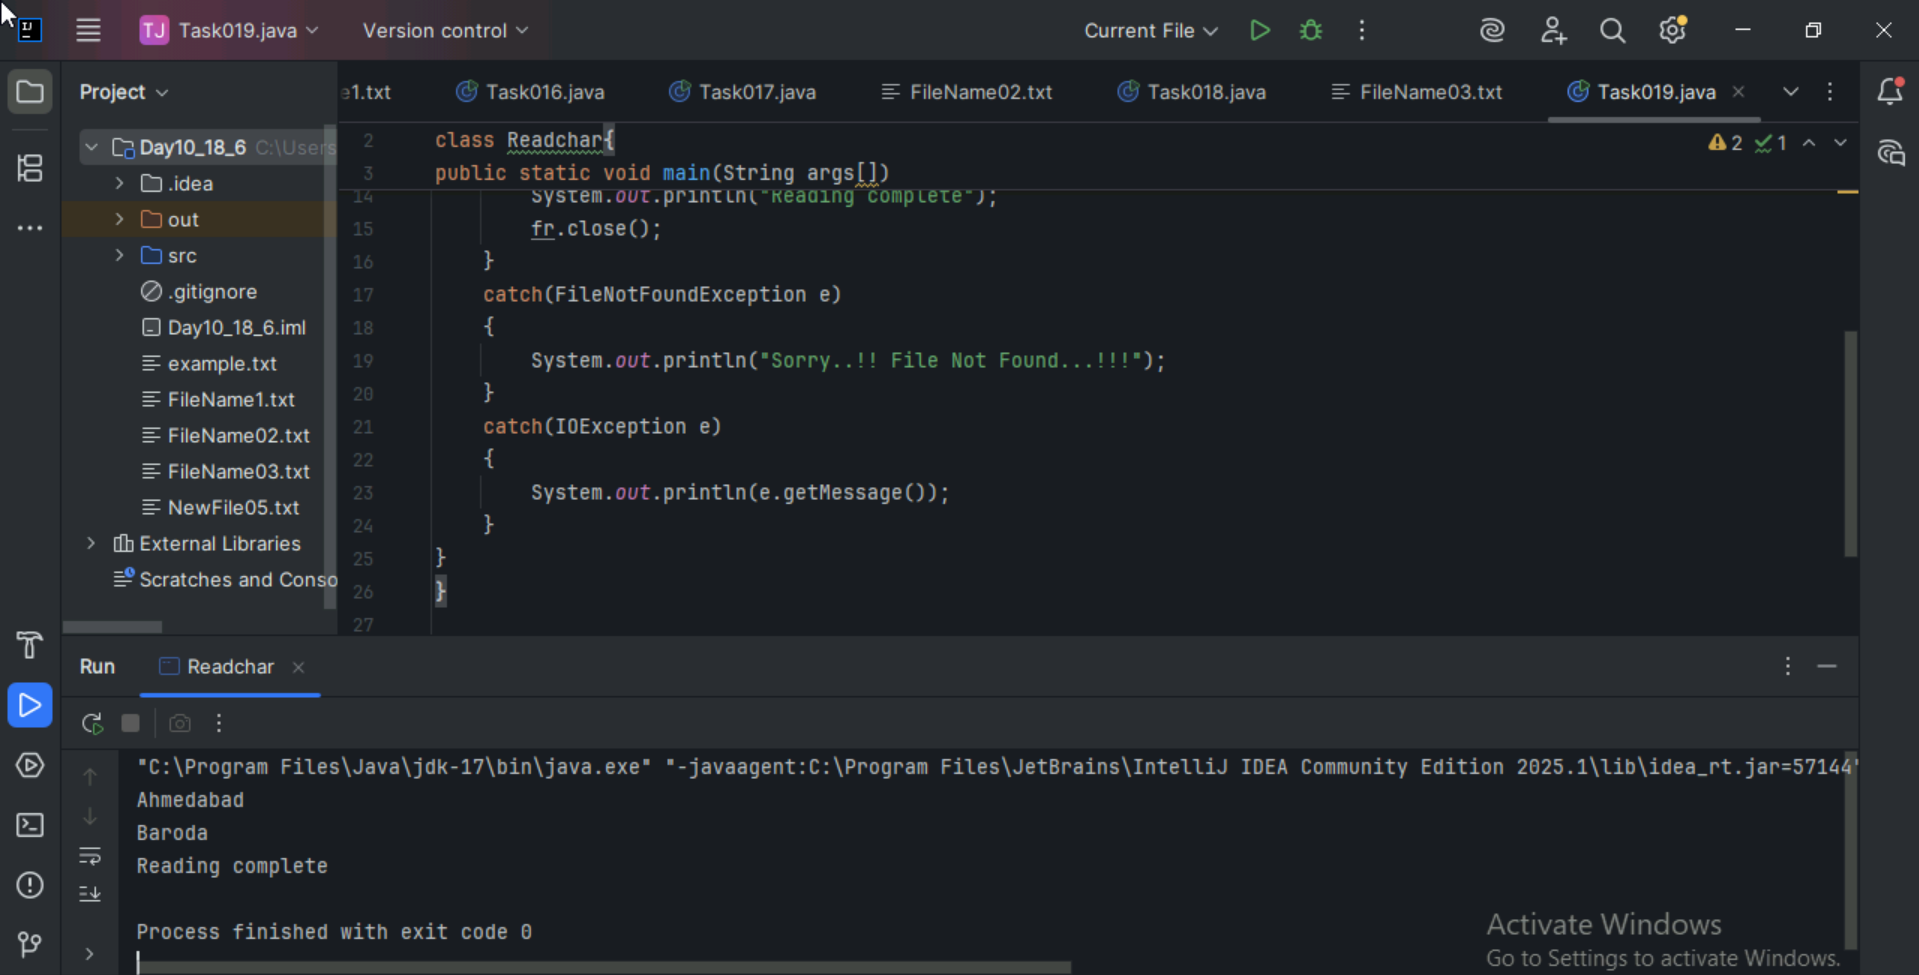 TJ Task019.java Version control Current File
Project
e1.txt Task016.java Task017.java FileName02.txt Task018.java FileName03.txt Task019.java
Day10_18_6 C:\Users
.idea
out
src
.gitignore
Day10_18_6.iml
example.txt
FileName1.txt
FileName02.txt
FileName03.txt
NewFile05.txt
External Libraries
Scratches and Conso
2 class Readchar{
2 1
3 public static void main(String args[])
14 System.out.println("Reading complete");
15 fr.close();
16 }
17 catch(FileNotFoundException e)
18 {
19 System.out.println("Sorry..!! File Not Found...!!!");
20 }
21 catch(IOException e)
22 {
23 System.out.println(e.getMessage());
24 }
25 }
26 }
27
Run Readchar
"C:\Program Files\Java\jdk-17\bin\java.exe" "-javaagent:C:\Program Files\JetBrains\IntelliJ IDEA Community Edition 2025.1\lib\idea_rt.jar=57144"
Ahmedabad
Baroda
Reading complete
Process finished with exit code 0
Activate Windows
Go to Settings to activate Windows.